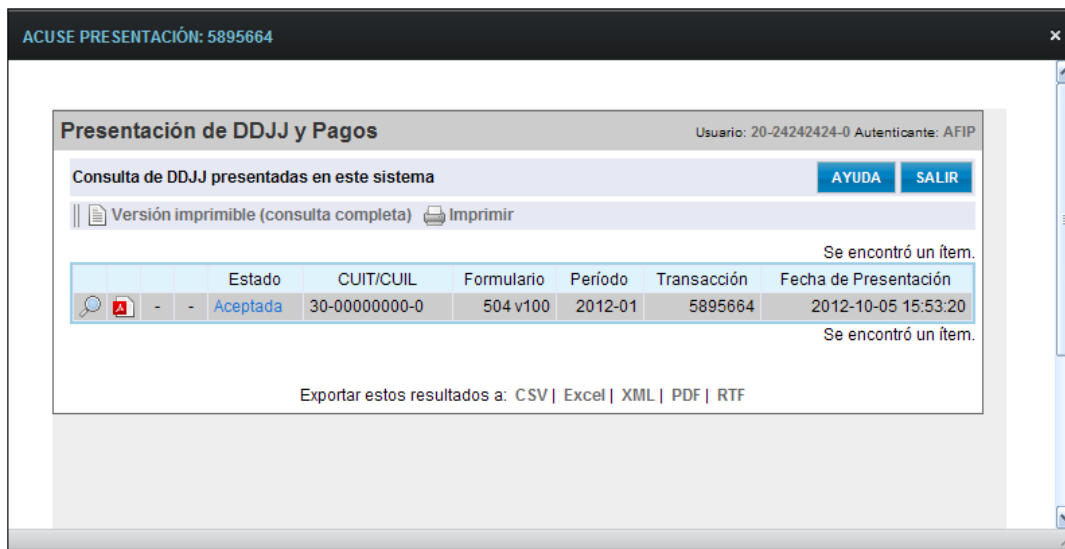 ACUSE PRESENTACIÓN: 5895664 ×
Presentación de DDJJ y Pagos Usuario: 20-24242424-0 Autenticante: AFIP
Consulta de DDJJ presentadas en este sistema AYUDA SALIR
Versión imprimible (consulta completa) Imprimir
Se encontró un ítem.
Estado CUIT/CUIL Formulario Período Transacción Fecha de Presentación
- - Aceptada 30-00000000-0 504 v100 2012-01 5895664 2012-10-05 15:53:20
Se encontró un ítem.
Exportar estos resultados a: CSV | Excel | XML | PDF | RTF